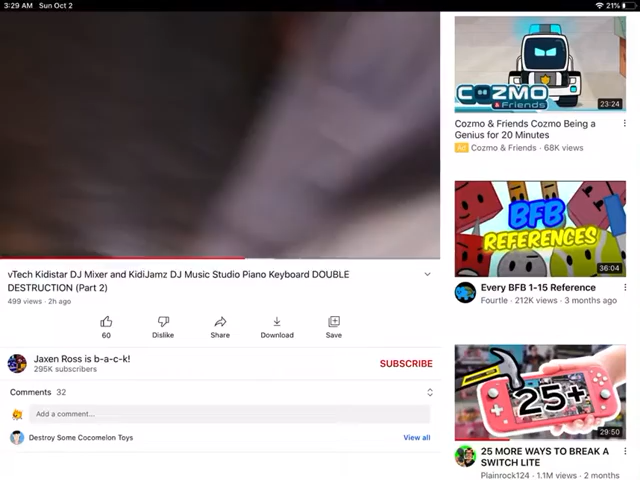 3:29 AM Sun Oct 2
21%
vTech Kidistar DJ Mixer and KidiJamz DJ Music Studio Piano Keyboard DOUBLE
DESTRUCTION (Part 2)
499 views · 2h ago
60
Dislike
Share
Download
Save
Jaxen Ross is b-a-c-k!
295K subscribers
SUBSCRIBE
Comments 32
Add a comment...
Destroy Some Cocomelon Toys
View all
COZMO
& Friends
23:24
Cozmo & Friends Cozmo Being a
Genius for 20 Minutes
Ad Cozmo & Friends · 68K views
BFB
REFERENCES
36:04
Every BFB 1-15 Reference
Fourtle · 212K views · 3 months ago
25+
29:50
25 MORE WAYS TO BREAK A
SWITCH LITE
Plainrock124 · 1.1M views · 2 months